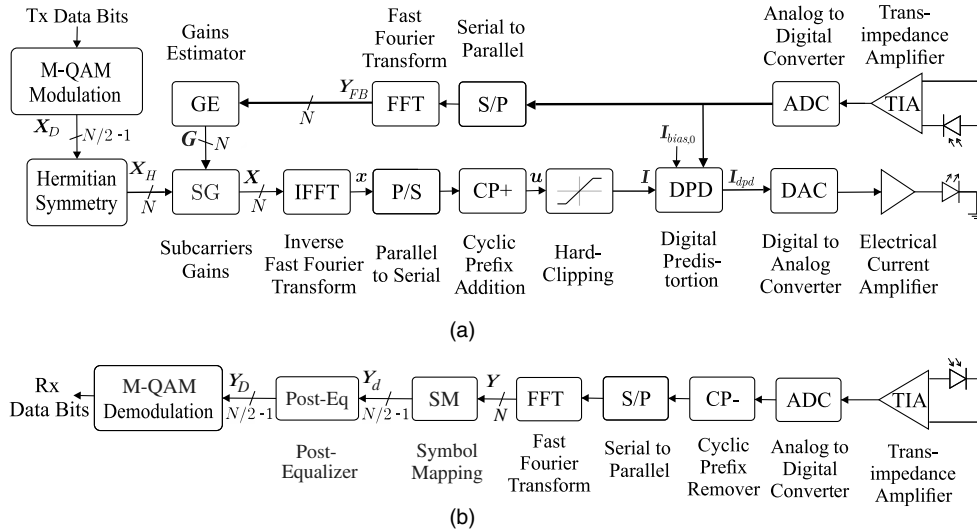 (a)
Tx Data Bits
M-QAM
Modulation
X_D
N/2 -1
Hermitian
Symmetry
X_H
N
Gains
Estimator
GE
G
N
SG
Subcarriers
Gains
X
N
Fast
Fourier
Transform
Y_FB
N
FFT
Serial to
Parallel
S/P
Analog to
Digital
Converter
ADC
Trans-
impedance
Amplifier
TIA
IFFT
Inverse
Fast Fourier
Transform
x
P/S
Parallel
to Serial
CP+
Cyclic
Prefix
Addition
u
Hard-
Clipping
I
I_bias,0
DPD
Digital
Predis-
tortion
I_dpd
DAC
Digital to
Analog
Converter
Electrical
Current
Amplifier
(a)
Rx
Data Bits
M-QAM
Demodulation
Y_D
N/2 -1
Post-Eq
Post-
Equalizer
Y_d
N/2 -1
SM
Symbol
Mapping
Y
N
FFT
Fast
Fourier
Transform
S/P
Serial to
Parallel
CP-
Cyclic
Prefix
Remover
ADC
Analog to
Digital
Converter
TIA
Trans-
impedance
Amplifier
(b)